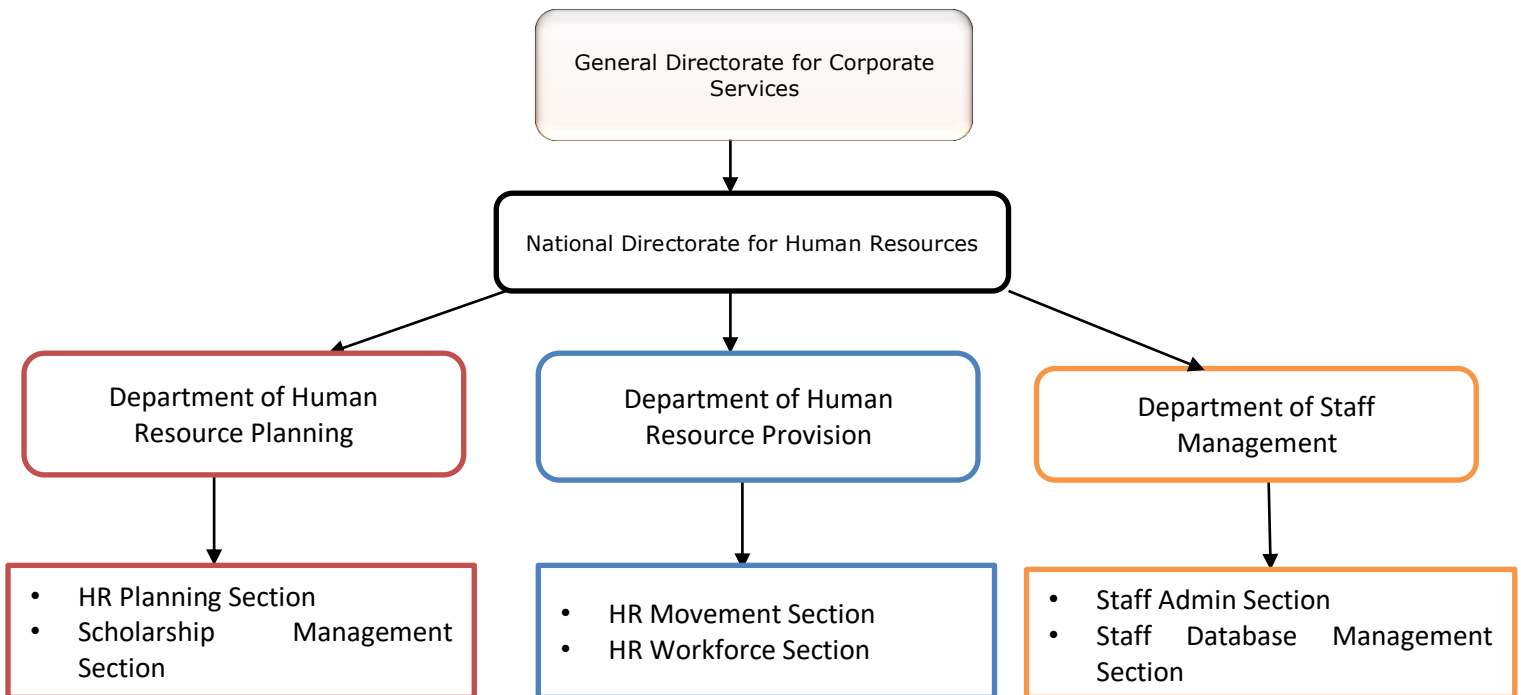 General Directorate for Corporate
Services
National Directorate for Human Resources
Department of Human
Resource Planning
Department of Human
Resource Provision
Department of Staff
Management
• HR Planning Section
• Scholarship Management
Section
• HR Movement Section
• HR Workforce Section
• Staff Admin Section
• Staff Database Management
Section